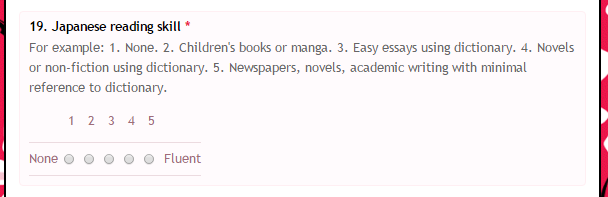 19. Japanese reading skill *
For example: 1. None. 2. Children's books or manga. 3. Easy essays using dictionary. 4. Novels
or non-fiction using dictionary. 5. Newspapers, novels, academic writing with minimal
reference to dictionary.
1 2 3 4 5
None Fluent